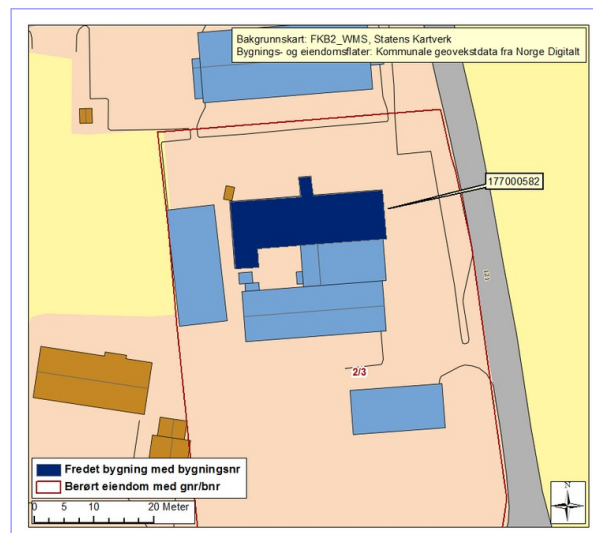 Bakgrunnskart: FKB2_WMS, Statens Kartverk
Bygnings- og eiendomsflater: Kommunale geovekstdata fra Norge Digitalt
177000582
2/3
Fredet bygning med bygningsnr
Berørt eiendom med gnr/bnr
0 5 10 20 Meter
N